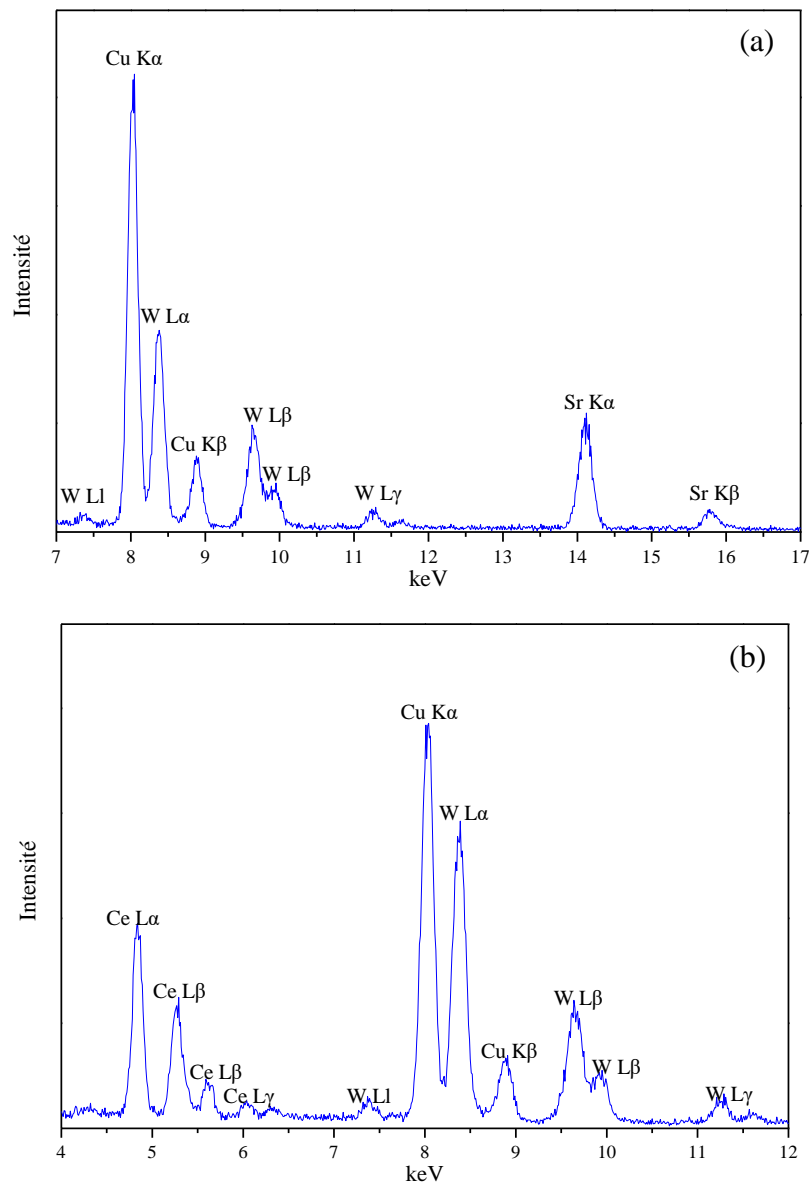 (a)
Cu Kα
W Lα
W Lβ
Sr Kα
Cu Kβ
W Lβ
W Ll
W Lγ
Sr Kβ
Intensité
7 8 9 10 11 12 13 14 15 16 17
keV
(b)
Cu Kα
W Lα
Ce Lα
Ce Lβ
W Lβ
Cu Kβ
W Lβ
Ce Lβ
Ce Lγ
W Ll
W Lγ
Intensité
4 5 6 7 8 9 10 11 12
keV